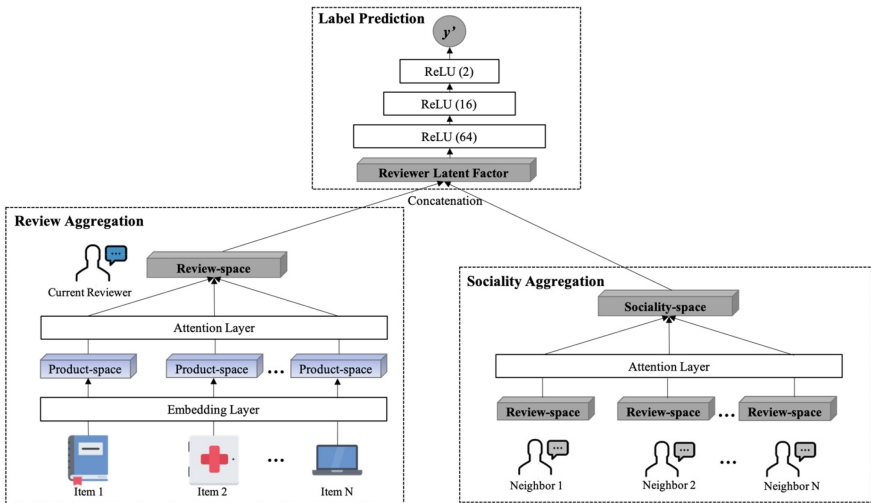 Label Prediction
y'
ReLU (2)
ReLU (16)
ReLU (64)
Reviewer Latent Factor
Concatenation
Review Aggregation
Review-space
Current Reviewer
Attention Layer
Product-space Product-space ... Product-space
Embedding Layer
...
Item 1 Item 2 Item N
Sociality Aggregation
Sociality-space
Attention Layer
Review-space Review-space ... Review-space
...
Neighbor 1 Neighbor 2 Neighbor N